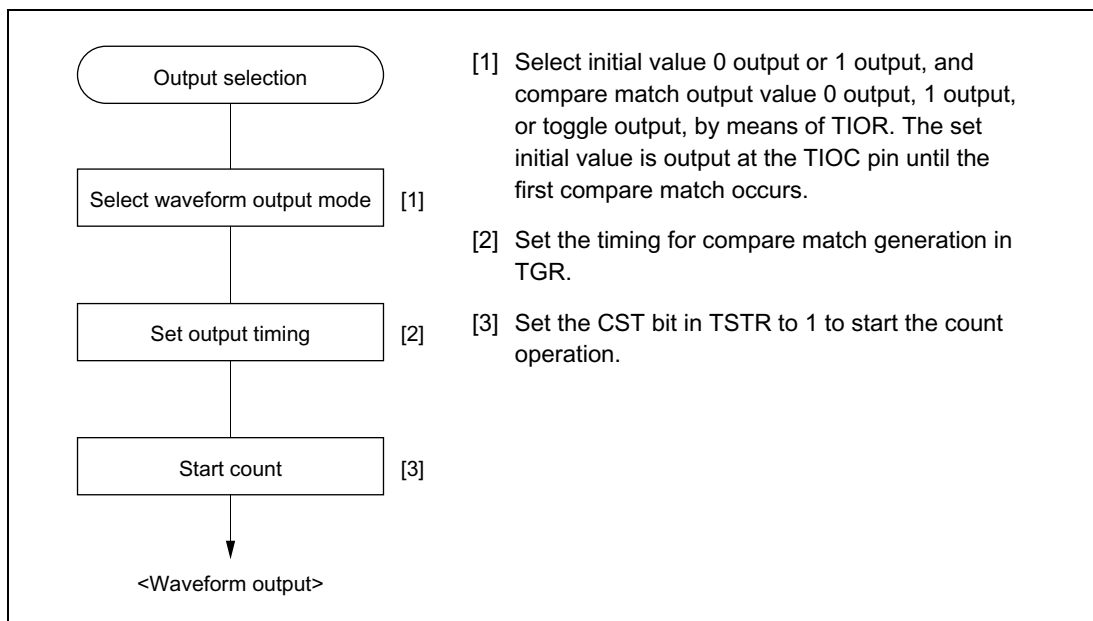 Output selection
Select waveform output mode [1]
Set output timing [2]
Start count [3]
<Waveform output>
[1] Select initial value 0 output or 1 output, and
compare match output value 0 output, 1 output,
or toggle output, by means of TIOR. The set
initial value is output at the TIOC pin until the
first compare match occurs.
[2] Set the timing for compare match generation in
TGR.
[3] Set the CST bit in TSTR to 1 to start the count
operation.